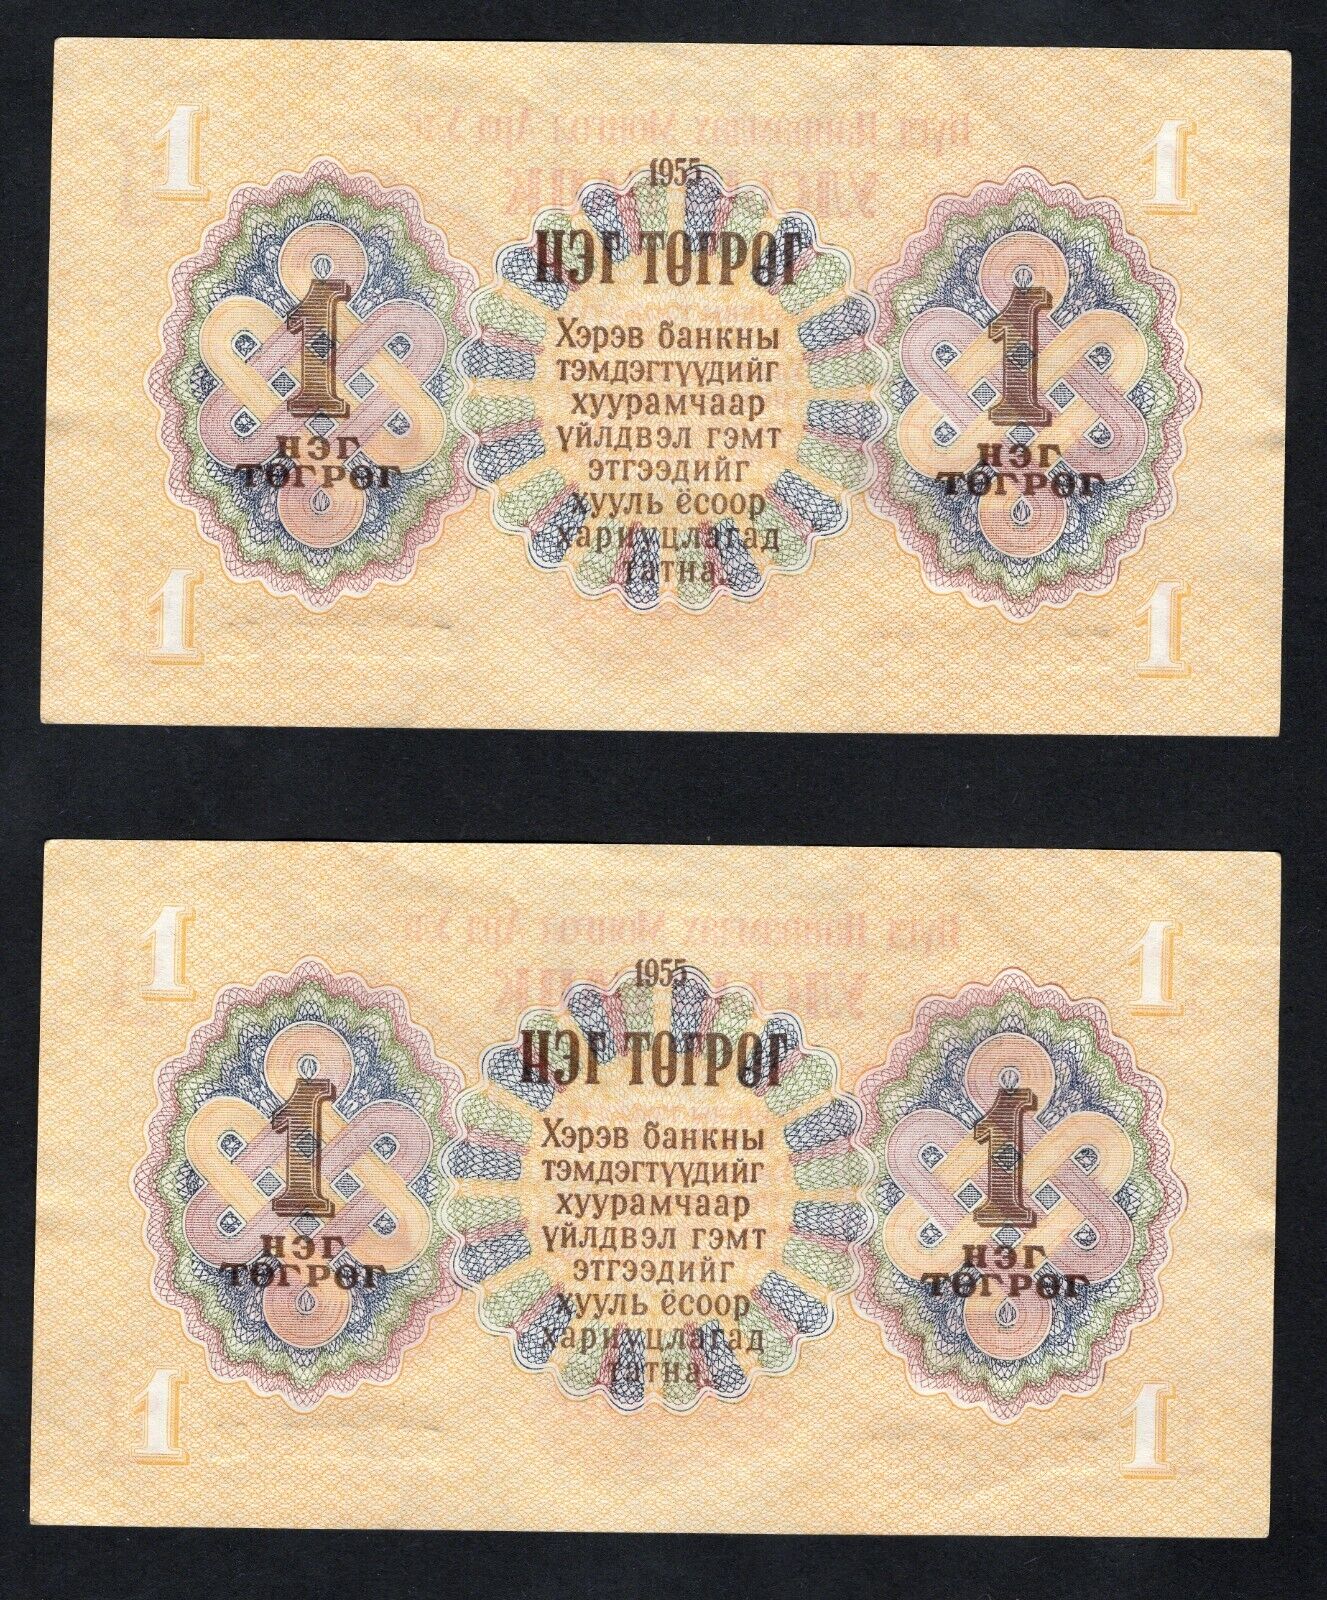 1
1
1955
НЭГ ТӨГРӨГ
Хэрэв банкны
тэмдэгтүүдийг
хуурамчаар
үйлдвэл гэмт
этгээдийг
хууль ёсоор
хариуцлагад
татна.
1
НЭГ
ТӨГРӨГ
1
НЭГ
ТӨГРӨГ
1
1
1
1
1955
НЭГ ТӨГРӨГ
Хэрэв банкны
тэмдэгтүүдийг
хуурамчаар
үйлдвэл гэмт
этгээдийг
хууль ёсоор
хариуцлагад
татна.
1
НЭГ
ТӨГРӨГ
1
НЭГ
ТӨГРӨГ
1
1